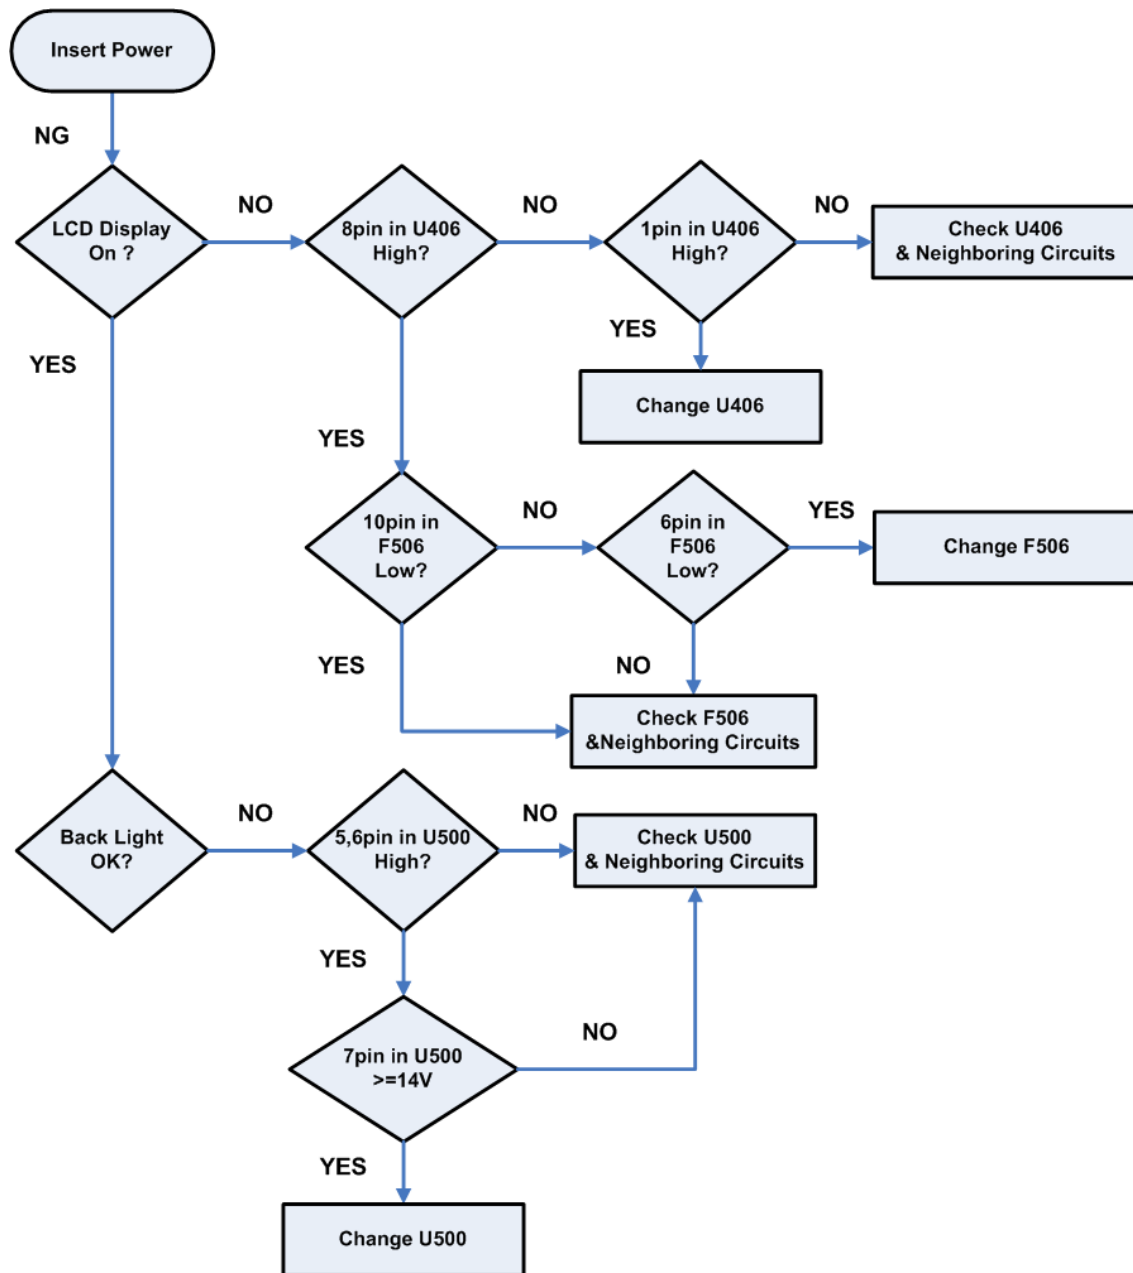 Insert Power
NG
LCD Display
On ?
NO
8pin in U406
High?
NO
1pin in U406
High?
NO
Check U406
& Neighboring Circuits
YES
Change U406
YES
YES
10pin in
F506
Low?
NO
6pin in
F506
Low?
YES
Change F506
YES
NO
Check F506
&Neighboring Circuits
Back Light
OK?
NO
5,6pin in U500
High?
NO
Check U500
& Neighboring Circuits
YES
7pin in U500
>=14V
NO
YES
Change U500